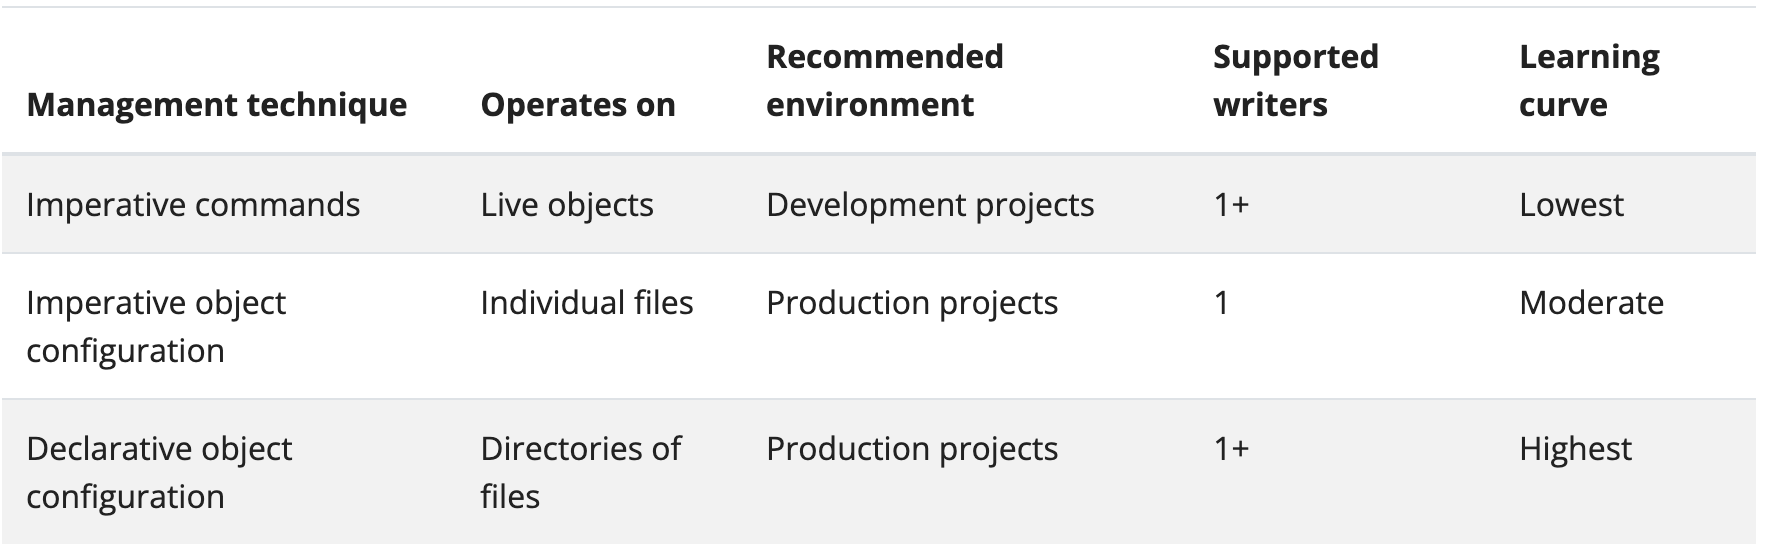 Management technique Operates on Recommended environment Supported writers Learning curve
Imperative commands Live objects Development projects 1+ Lowest
Imperative object configuration Individual files Production projects 1 Moderate
Declarative object configuration Directories of files Production projects 1+ Highest